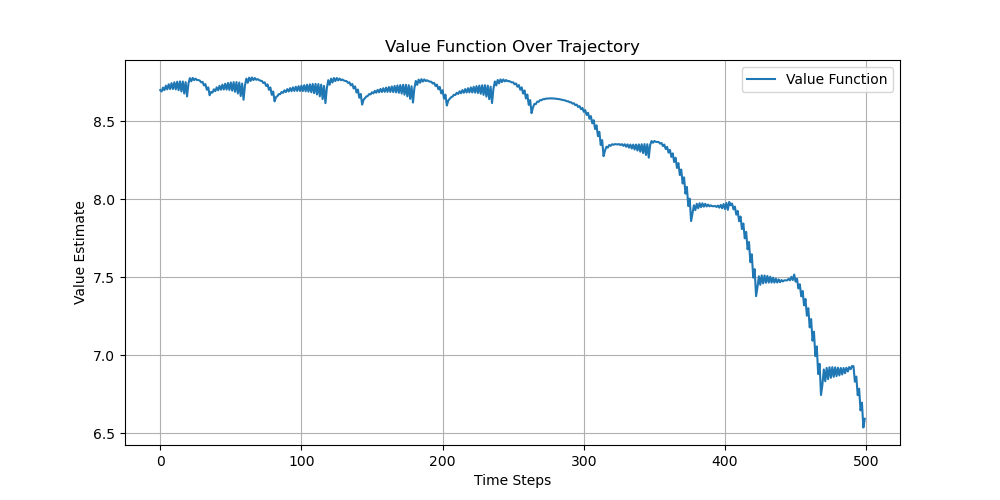 Value Function Over Trajectory
Value Function
Value Estimate
8.5
8.0
7.5
7.0
6.5
0
100
200
300
400
500
Time Steps